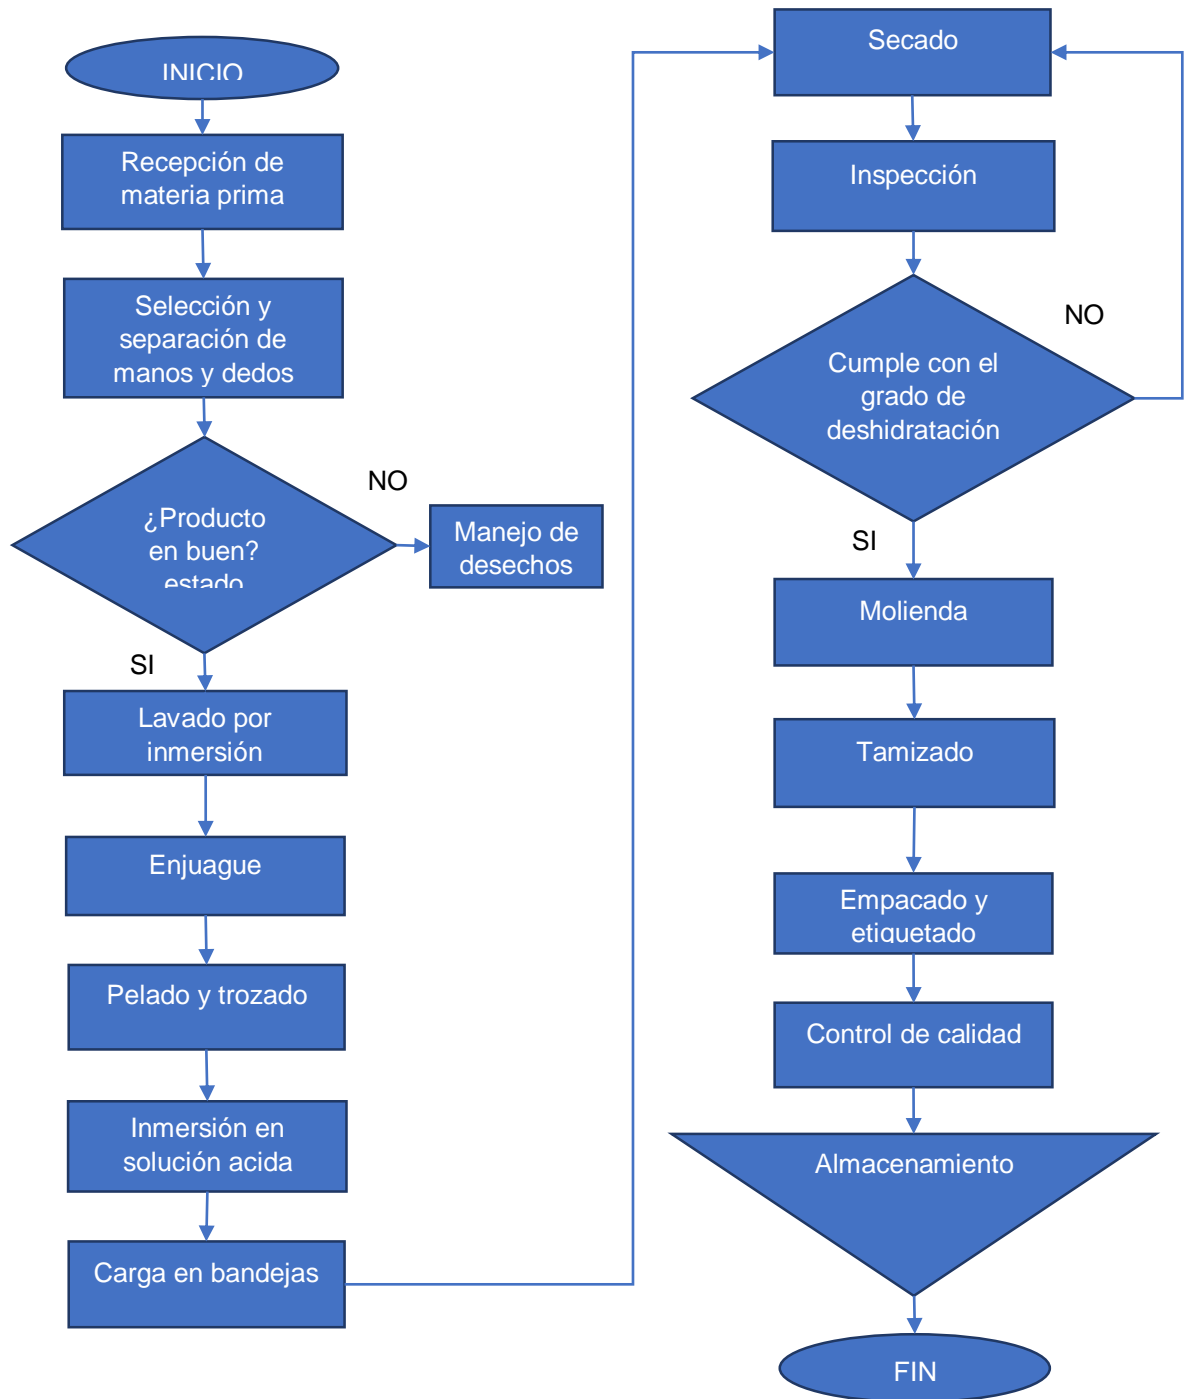 INICIO
Recepción de
materia prima
Selección y
separación de
manos y dedos
¿Producto
en buen?
estado
NO
Manejo de
desechos
SI
Lavado por
inmersión
Enjuague
Pelado y trozado
Inmersión en
solución acida
Carga en bandejas
Secado
Inspección
Cumple con el
grado de
deshidratación
NO
SI
Molienda
Tamizado
Empacado y
etiquetado
Control de calidad
Almacenamiento
FIN